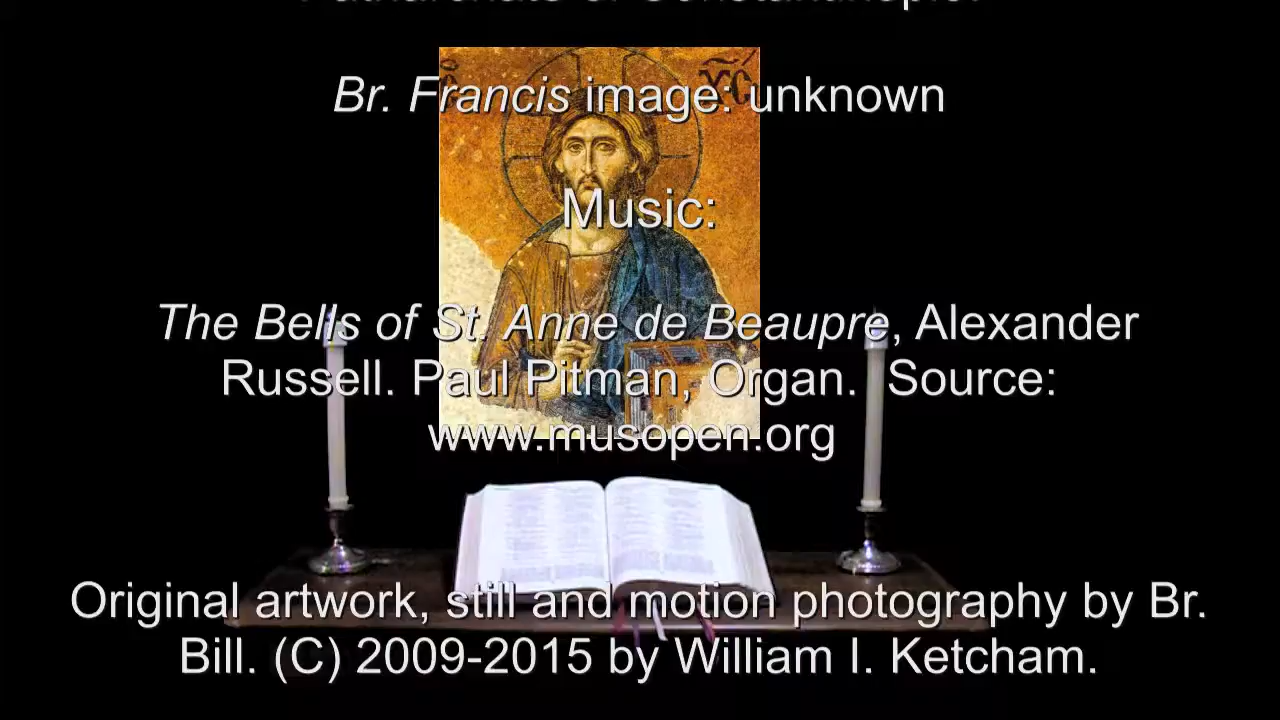 Br. Francis image: unknown
Music:
The Bells of St. Anne de Beaupre, Alexander
Russell. Paul Pitman, Organ. Source:
www.musopen.org
Original artwork, still and motion photography by Br.
Bill. (C) 2009-2015 by William I. Ketcham.